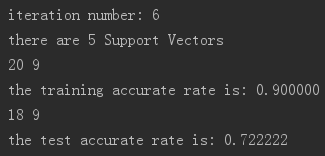 iteration number: 6
there are 5 Support Vectors
20 9
the training accurate rate is: 0.900000
18 9
the test accurate rate is: 0.722222